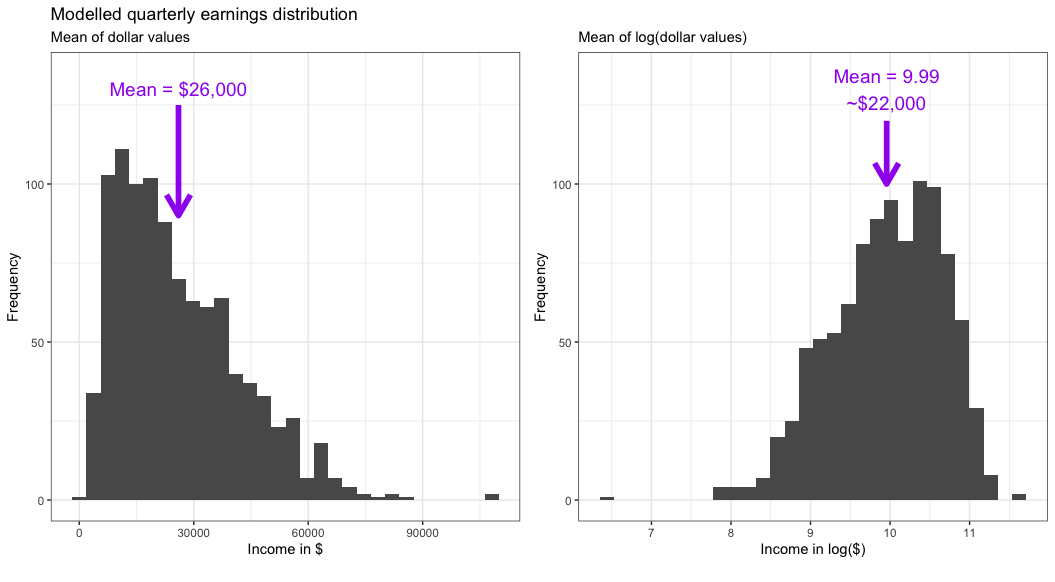 Modelled quarterly earnings distribution
Mean of dollar values
Mean = $26,000
100
50
0
Frequency
0
30000
60000
90000
Income in $
Mean of log(dollar values)
Mean = 9.99
~$22,000
100
50
0
Frequency
7
8
9
10
11
Income in log($)